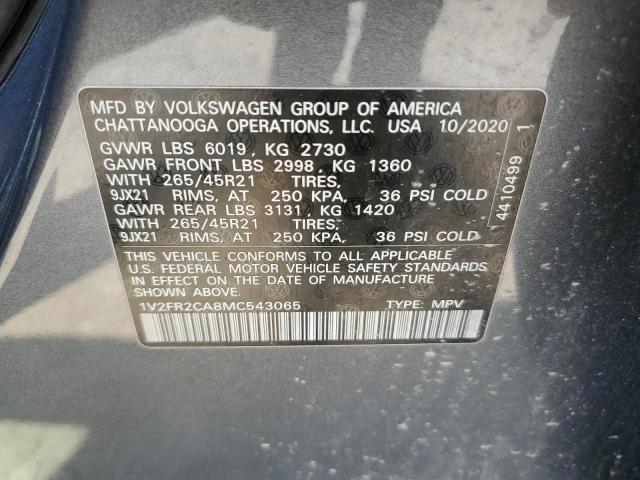 MFD BY VOLKSWAGEN GROUP OF AMERICA
CHATTANOOGA OPERATIONS, LLC. USA 10/2020
GVWR LBS 6019 KG 2730
GAWR FRONT LBS 2998 KG 1360
WITH 265/45R21 TIRES,
9JX21 RIMS, AT 250 KPA, 36 PSI COLD
GAWR REAR LBS 3131 KG 1420
WITH 265/45R21 TIRES,
9JX21 RIMS, AT 250 KPA, 36 PSI COLD
THIS VEHICLE CONFORMS TO ALL APPLICABLE
U.S. FEDERAL MOTOR VEHICLE SAFETY STANDARDS
IN EFFECT ON THE DATE OF MANUFACTURE
SHOWN ABOVE
1V2FR2CA8MC543065 TYPE: MPV
4410499 1